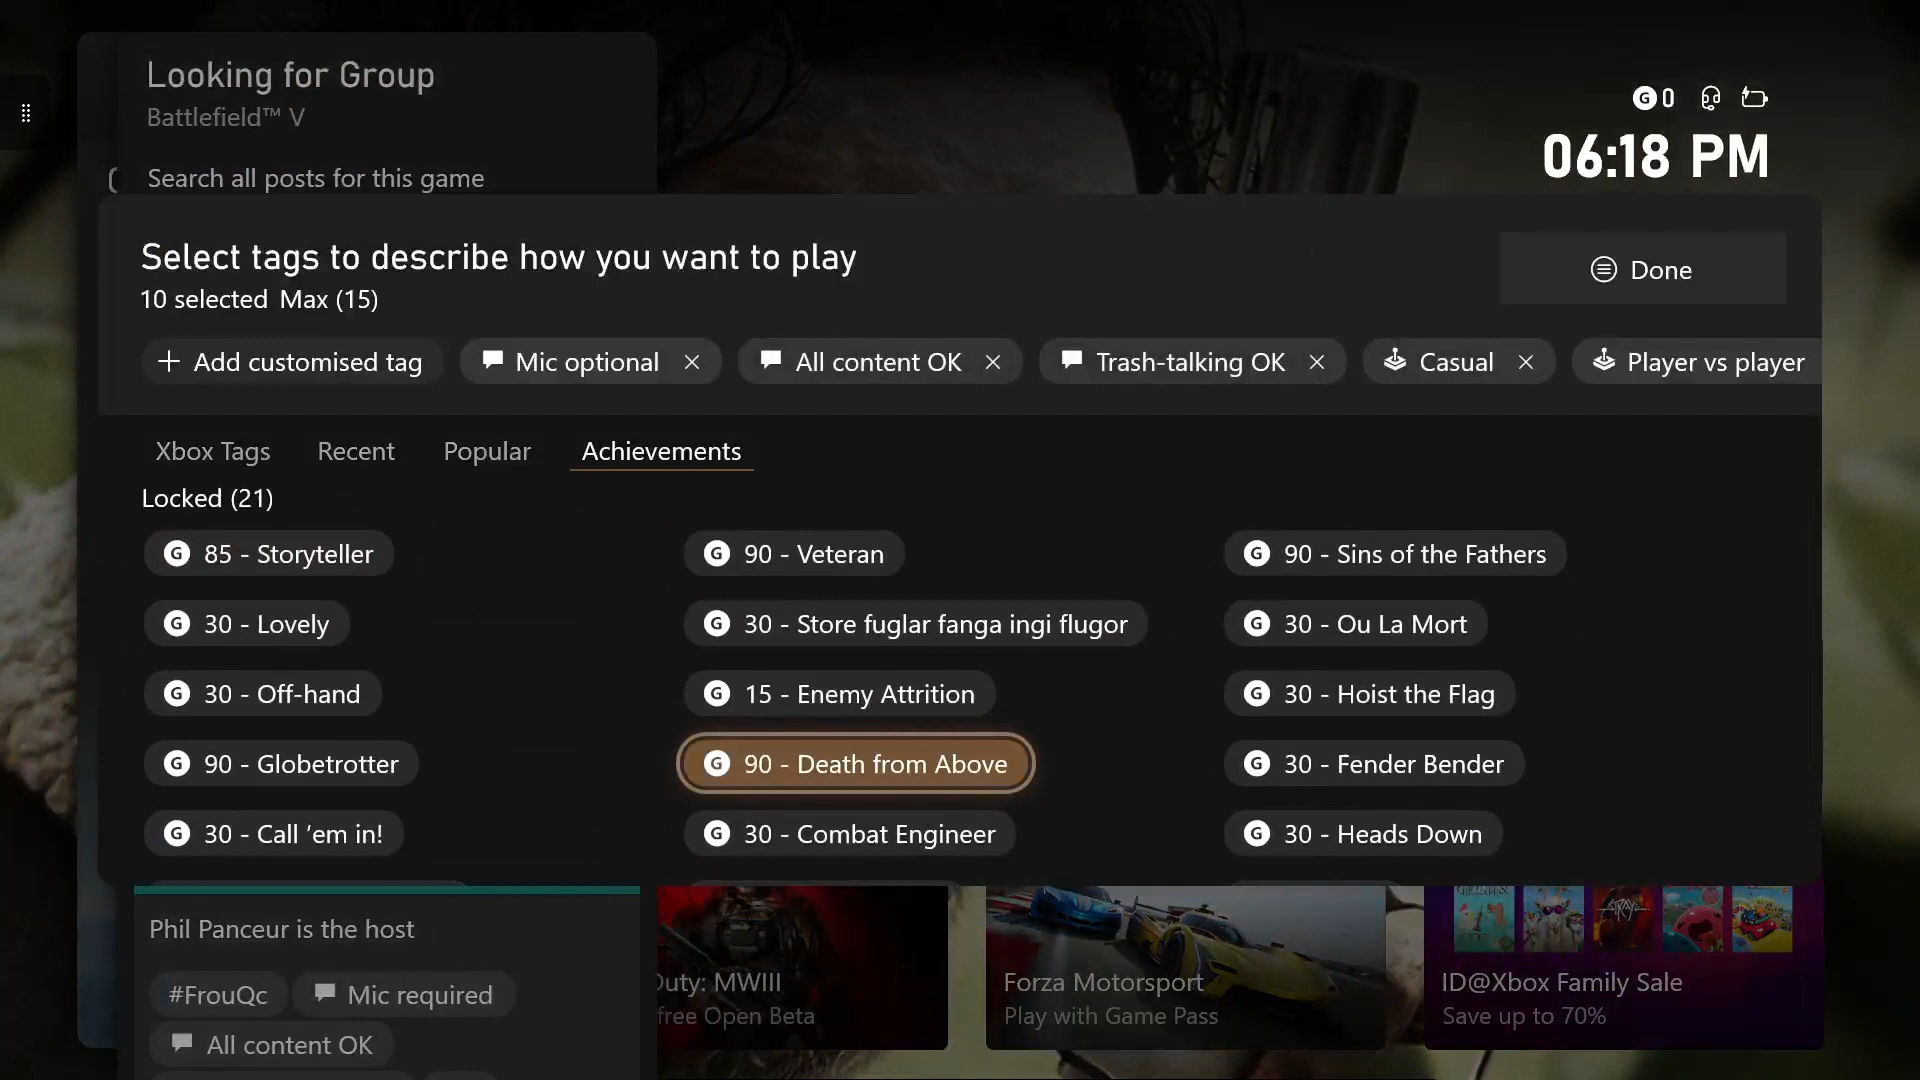 Looking for Group
Battlefield™ V
Search all posts for this game
G 0
06:18 PM
Select tags to describe how you want to play
10 selected Max (15)
Done
Add customised tag
Mic optional
All content OK
Trash-talking OK
Casual
Player vs player
Xbox Tags
Recent
Popular
Achievements
Locked (21)
G 85 - Storyteller
G 90 - Veteran
G 90 - Sins of the Fathers
G 30 - Lovely
G 30 - Store fuglar fanga ingi flugor
G 30 - Ou La Mort
G 30 - Off-hand
G 15 - Enemy Attrition
G 30 - Hoist the Flag
G 90 - Globetrotter
G 90 - Death from Above
G 30 - Fender Bender
G 30 - Call 'em in!
G 30 - Combat Engineer
G 30 - Heads Down
Phil Panceur is the host
#FrouQc
Mic required
All content OK
Duty: MWIII
free Open Beta
Forza Motorsport
Play with Game Pass
STRAY
ID@Xbox Family Sale
Save up to 70%